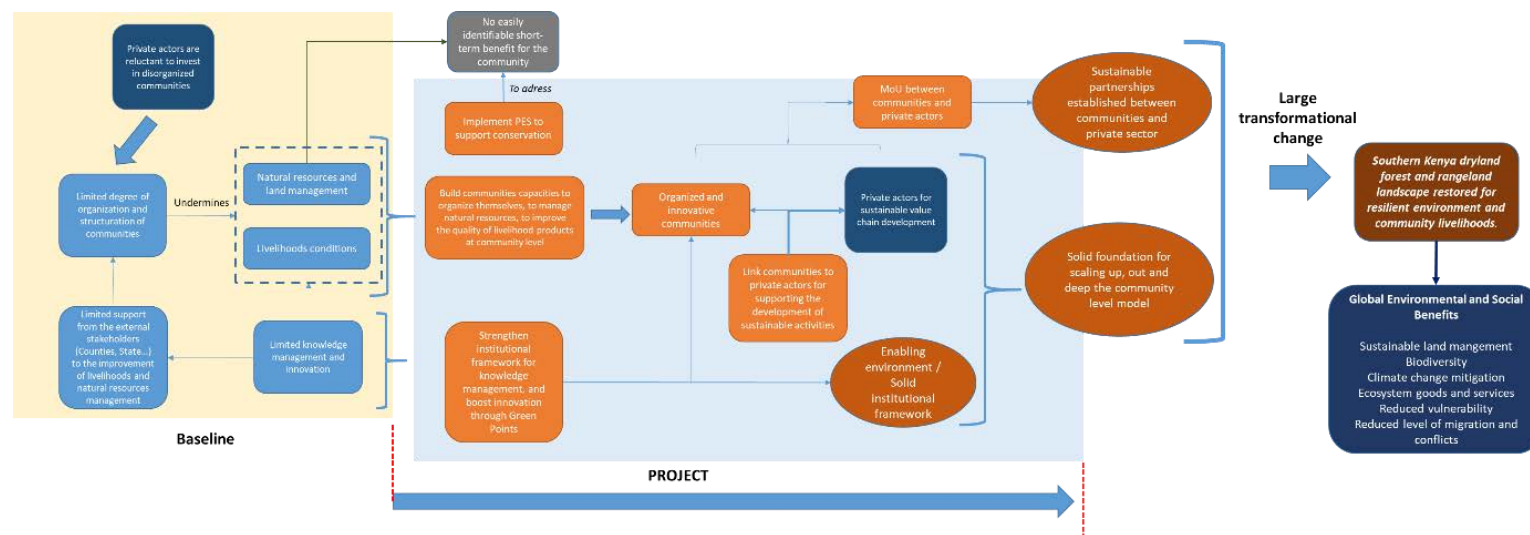 Private actors are
reluctant to invest
in disorganized
communities
Limited degree of
organization and
structuration of
communities
Undermines
Natural resources and
land management
Livelihoods conditions
Limited support
from the external
stakeholders
(Counties, State...)
to the improvement
of livelihoods and
natural resources
management
Limited knowledge
management and
innovation
Baseline
No easily
identifiable short-
term benefit for the
community
To adress
Implement PES to
support conservation
Build communities capacities to
organize themselves, to manage
natural resources, to improve
the quality of livelihood products
at community level
Strengthen
institutional
framework for
knowledge
management, and
boost innovation
through Green
Points
Organized and
innovative
communities
MoU between
communities and
private actors
Private actors for
sustainable value
chain development
Link communities to
private actors for
supporting the
development of
sustainable activities
Enabling
environment /
Solid
institutional
framework
PROJECT
Sustainable
partnerships
established between
communities and
private sector
Solid foundation for
scaling up, out and
deep the community
level model
Large
transformational
change
Southern Kenya dryland
forest and rangeland
landscape restored for
resilient environment and
community livelihoods.
Global Environmental and Social
Benefits
Sustainable land mangement
Biodiversity
Climate change mitigation
Ecosystem goods and services
Reduced vulnerability
Reduced level of migration and
conflicts